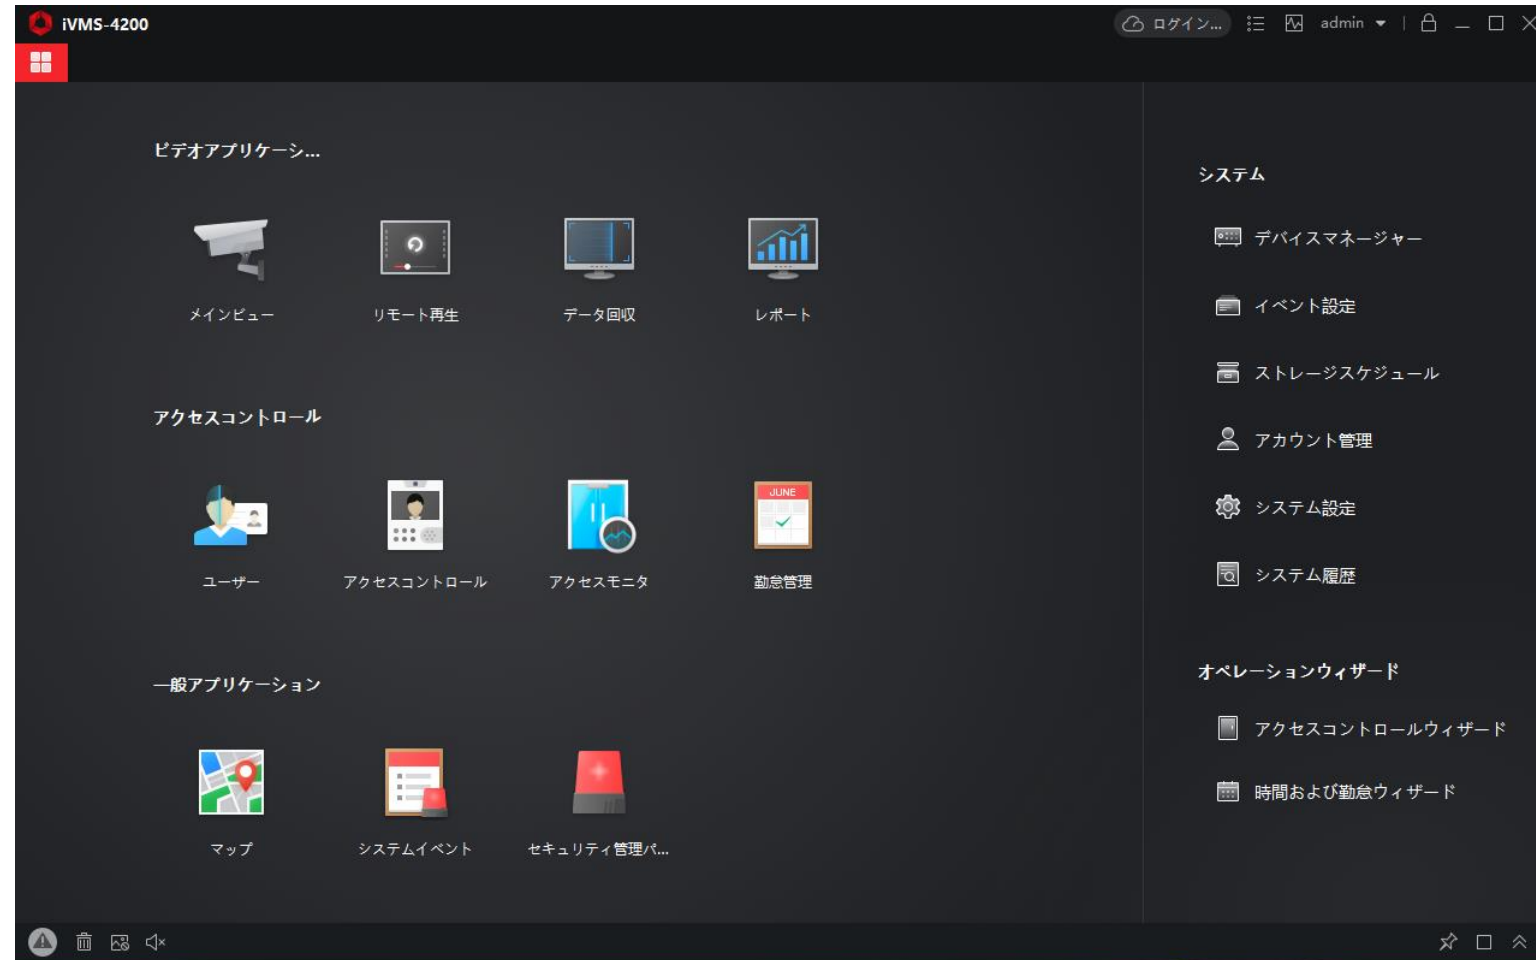 iVMS-4200
ログイン...
admin
ビデオアプリケーシ...
メインビュー
リモート再生
データ回収
レポート
アクセスコントロール
JUNE
ユーザー
アクセスコントロール
アクセスモニタ
勤怠管理
一般アプリケーション
マップ
システムイベント
セキュリティ管理パ...
システム
デバイスマネージャー
イベント設定
ストレージスケジュール
アカウント管理
システム設定
システム履歴
オペレーションウィザード
アクセスコントロールウィザード
時間および勤怠ウィザード